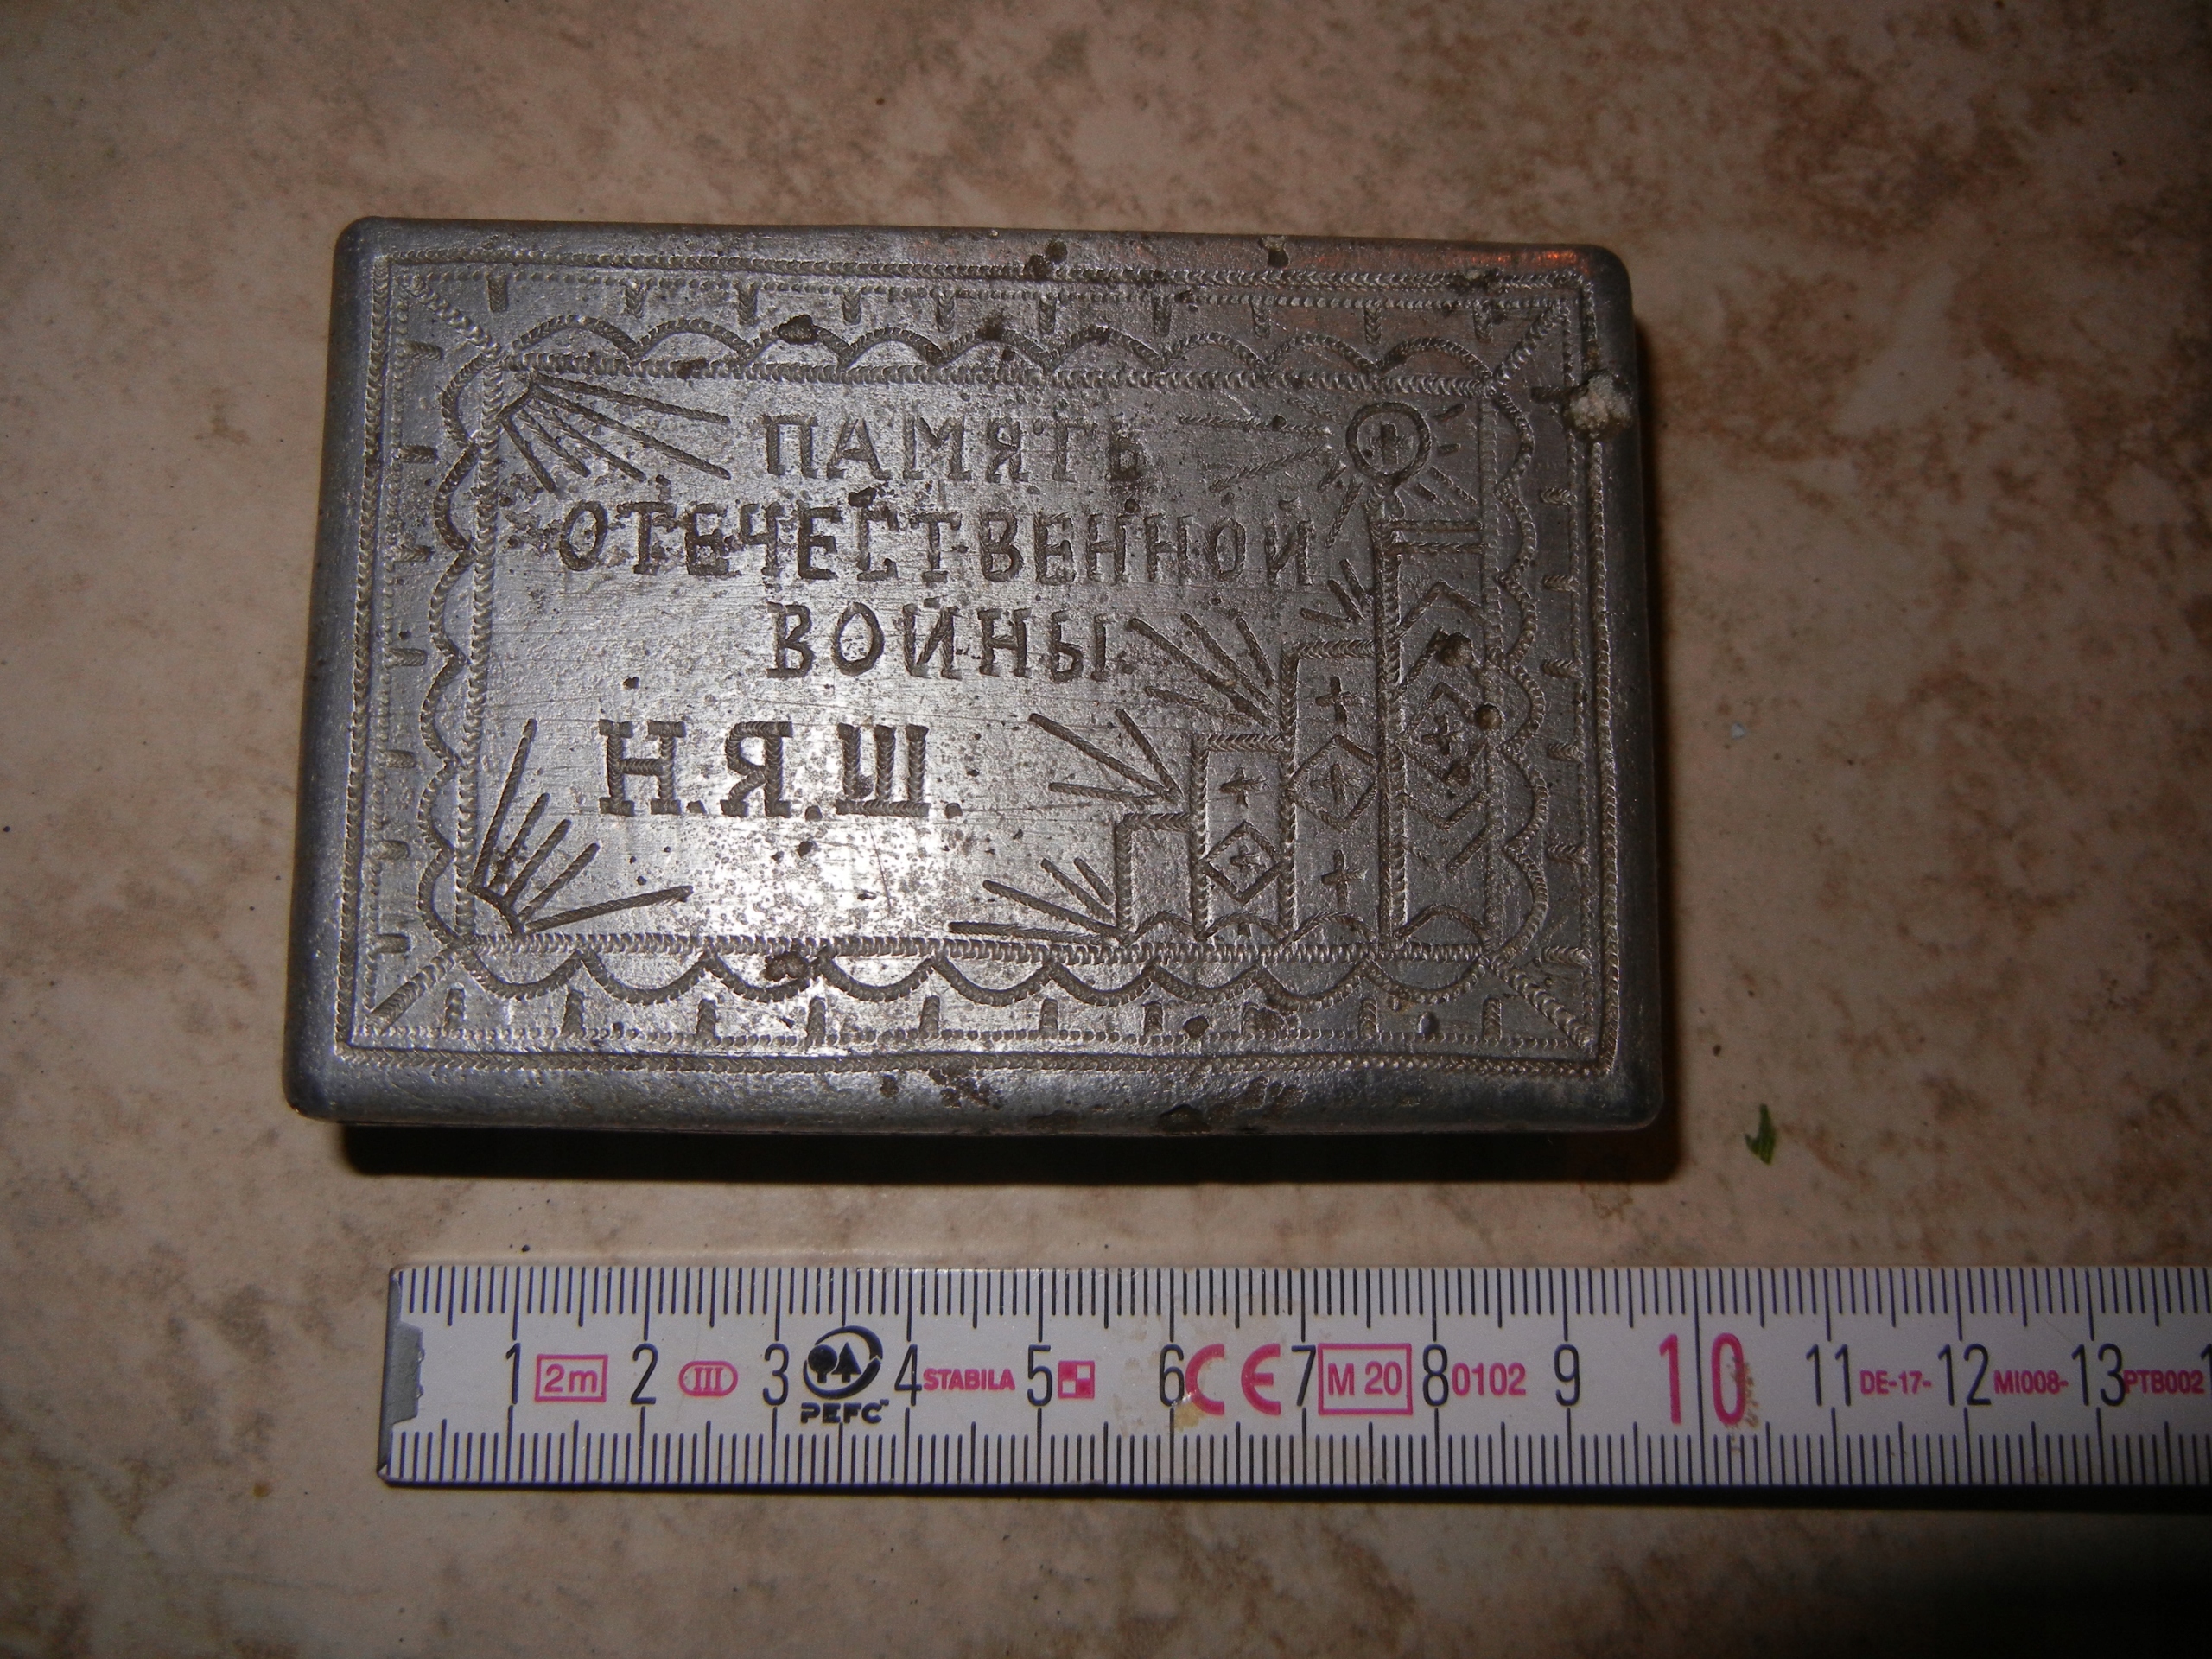 ПАМЯТЬ
ОТЕЧЕСТВЕННОЙ
ВОЙНЫ
Н.Я.Ш.
1 2m 2 III 3 PEFC 4 STABILA 5 6 CE 7 M 20 8 0102 9 10 11 DE-17- 12 MI008- 13 PTB002